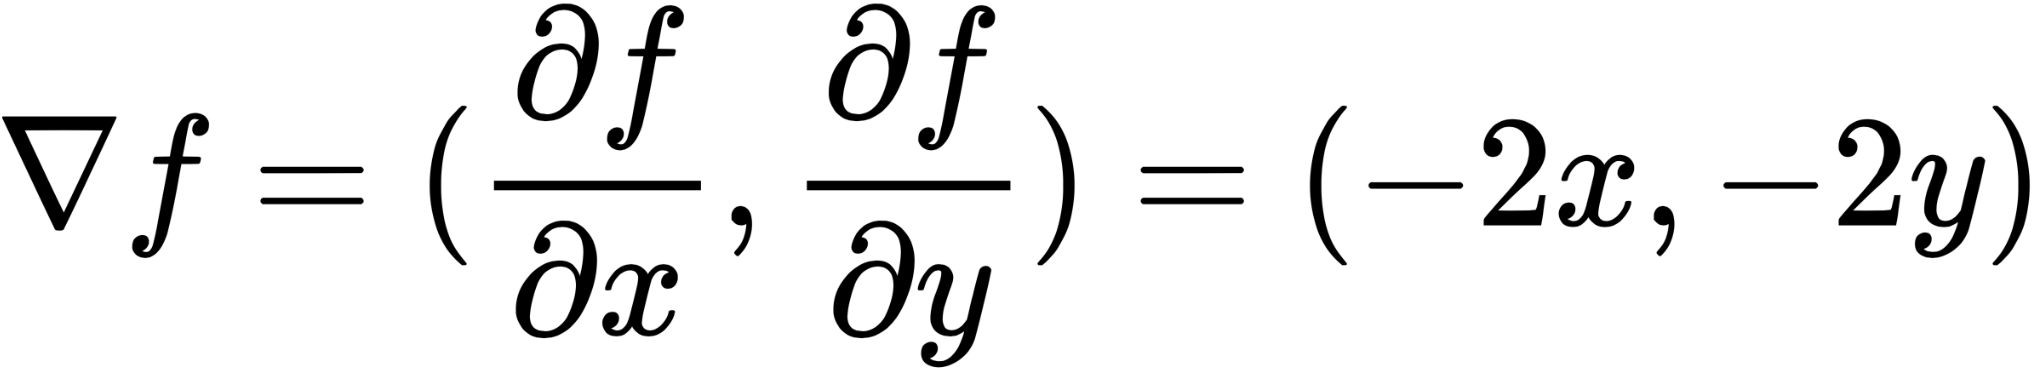 ∇f = (∂f/∂x, ∂f/∂y) = (−2x, −2y)